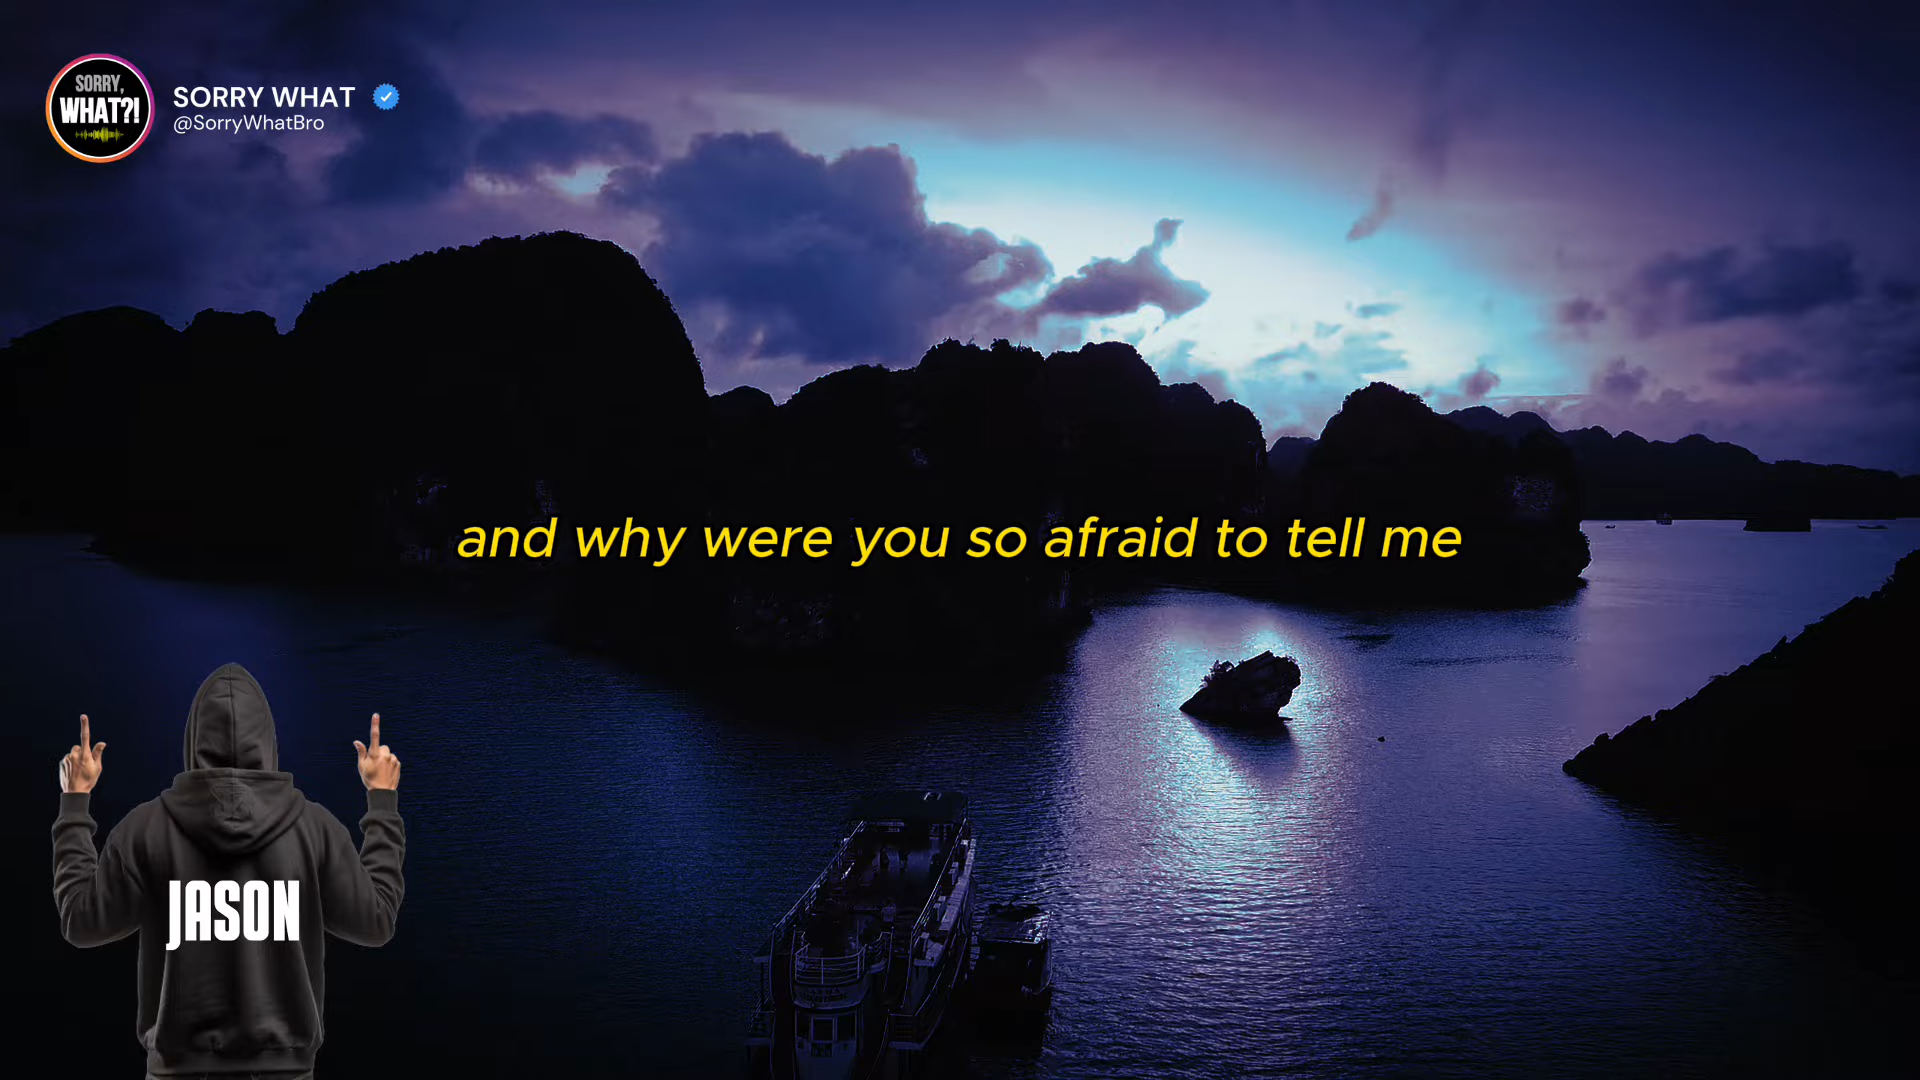 SORRY,
WHAT?!
SORRY WHAT
@SorryWhatBro
and why were you so afraid to tell me
JASON